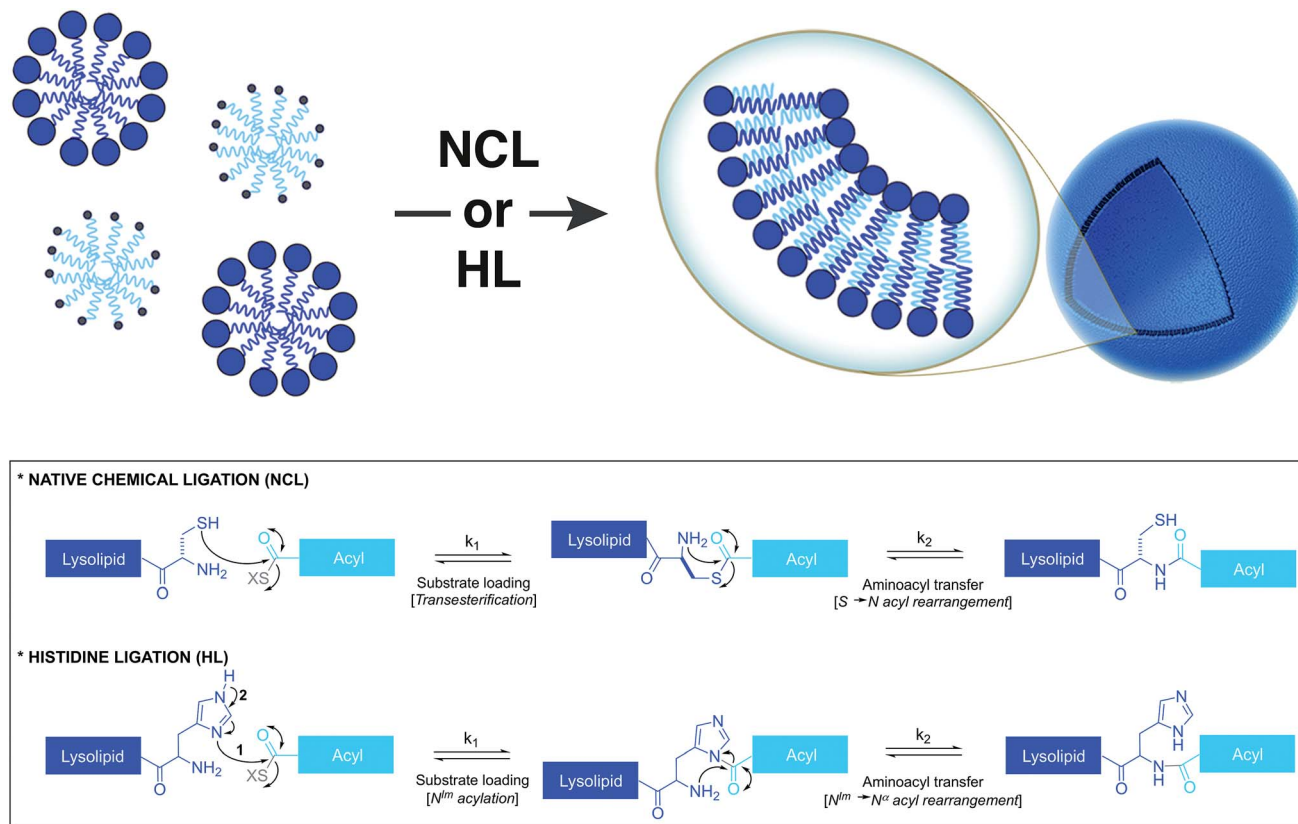 NCL
or
HL
* NATIVE CHEMICAL LIGATION (NCL)
Lysolipid
SH
O
NH₂
O
XS
Acyl
k₁
Substrate loading
[Transesterification]
Lysolipid
NH₂
O
O
S
Acyl
k₂
Aminoacyl transfer
[S → N acyl rearrangement]
Lysolipid
SH
O
N
H
O
Acyl
* HISTIDINE LIGATION (HL)
Lysolipid
H
N
2
N
1
O
NH₂
O
XS
Acyl
k₁
Substrate loading
[Nᴵᵐ acylation]
Lysolipid
N
N
O
NH₂
O
Acyl
k₂
Aminoacyl transfer
[Nᴵᵐ → Nᵅ acyl rearrangement]
Lysolipid
N
NH
O
N
H
O
Acyl